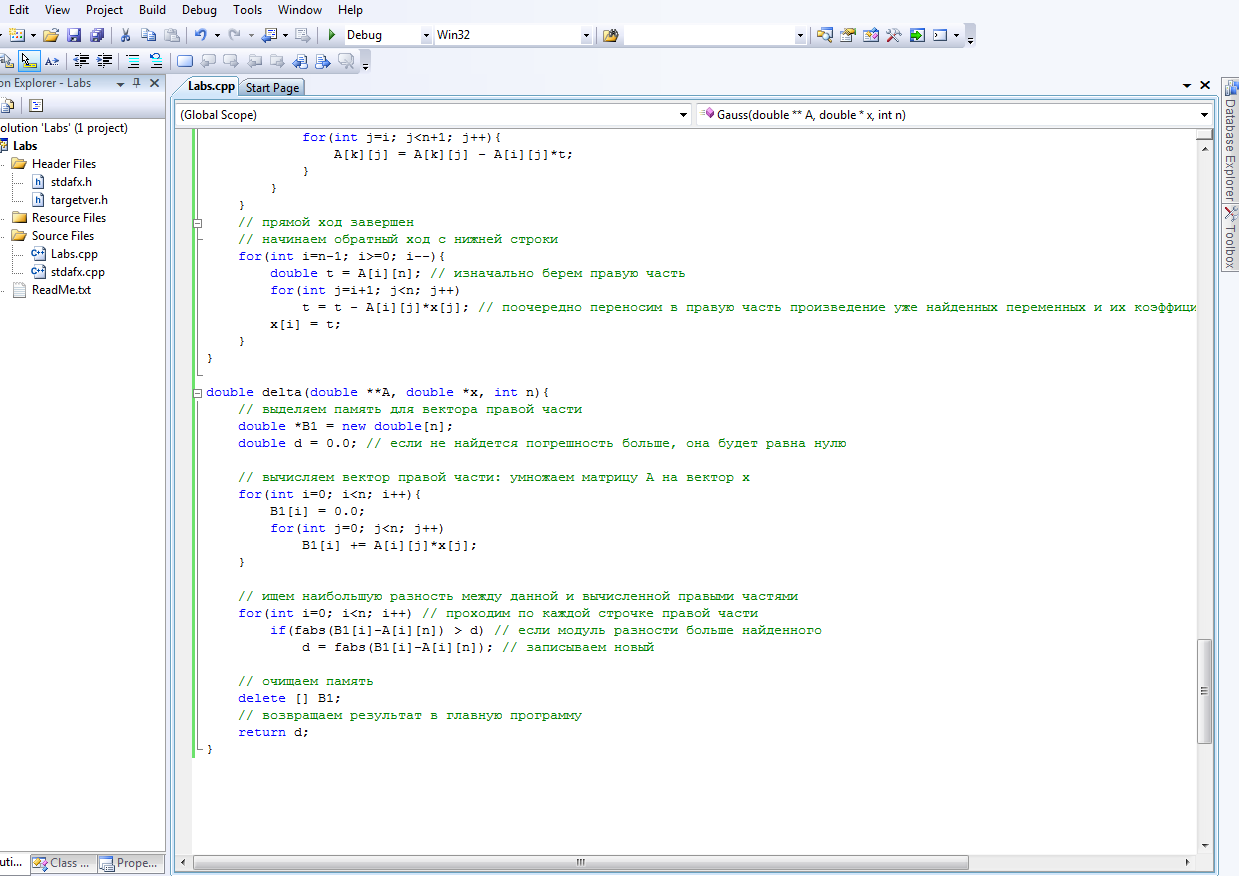 Edit View Project Build Debug Tools Window Help
Debug Win32
on Explorer - Labs
olution 'Labs' (1 project)
Labs
Header Files
stdafx.h
targetver.h
Resource Files
Source Files
Labs.cpp
stdafx.cpp
ReadMe.txt
uti... Class ... Prope...
Labs.cpp Start Page
(Global Scope) Gauss(double ** A, double * x, int n)
for(int j=i; j<n+1; j++){
A[k][j] = A[k][j] - A[i][j]*t;
}
}
}
// прямой ход завершен
// начинаем обратный ход с нижней строки
for(int i=n-1; i>=0; i--){
double t = A[i][n]; // изначально берем правую часть
for(int j=i+1; j<n; j++)
t = t - A[i][j]*x[j]; // поочередно переносим в правую часть произведение уже найденных переменных и их коэффици
x[i] = t;
}
}
double delta(double **A, double *x, int n){
// выделяем память для вектора правой части
double *B1 = new double[n];
double d = 0.0; // если не найдется погрешность больше, она будет равна нулю
// вычисляем вектор правой части: умножаем матрицу А на вектор х
for(int i=0; i<n; i++){
B1[i] = 0.0;
for(int j=0; j<n; j++)
B1[i] += A[i][j]*x[j];
}
// ищем наибольшую разность между данной и вычисленной правыми частями
for(int i=0; i<n; i++) // проходим по каждой строчке правой части
if(fabs(B1[i]-A[i][n]) > d) // если модуль разности больше найденного
d = fabs(B1[i]-A[i][n]); // записываем новый
// очищаем память
delete [] B1;
// возвращаем результат в главную программу
return d;
}
Database Explorer
Toolbox